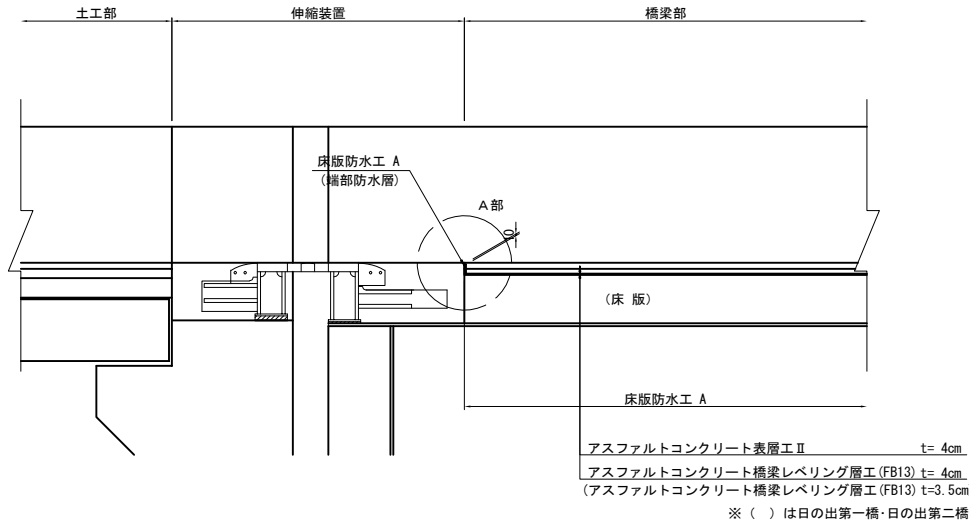 土工部
伸縮装置
橋梁部
床版防水工 A
(端部防水層)
A部
(床 版)
床版防水工 A
アスファルトコンクリート表層工Ⅱ t= 4cm
アスファルトコンクリート橋梁レベリング層工(FB13) t= 4cm
(アスファルトコンクリート橋梁レベリング層工(FB13) t=3.5cm
※ ( ) は日の出第一橋・日の出第二橋